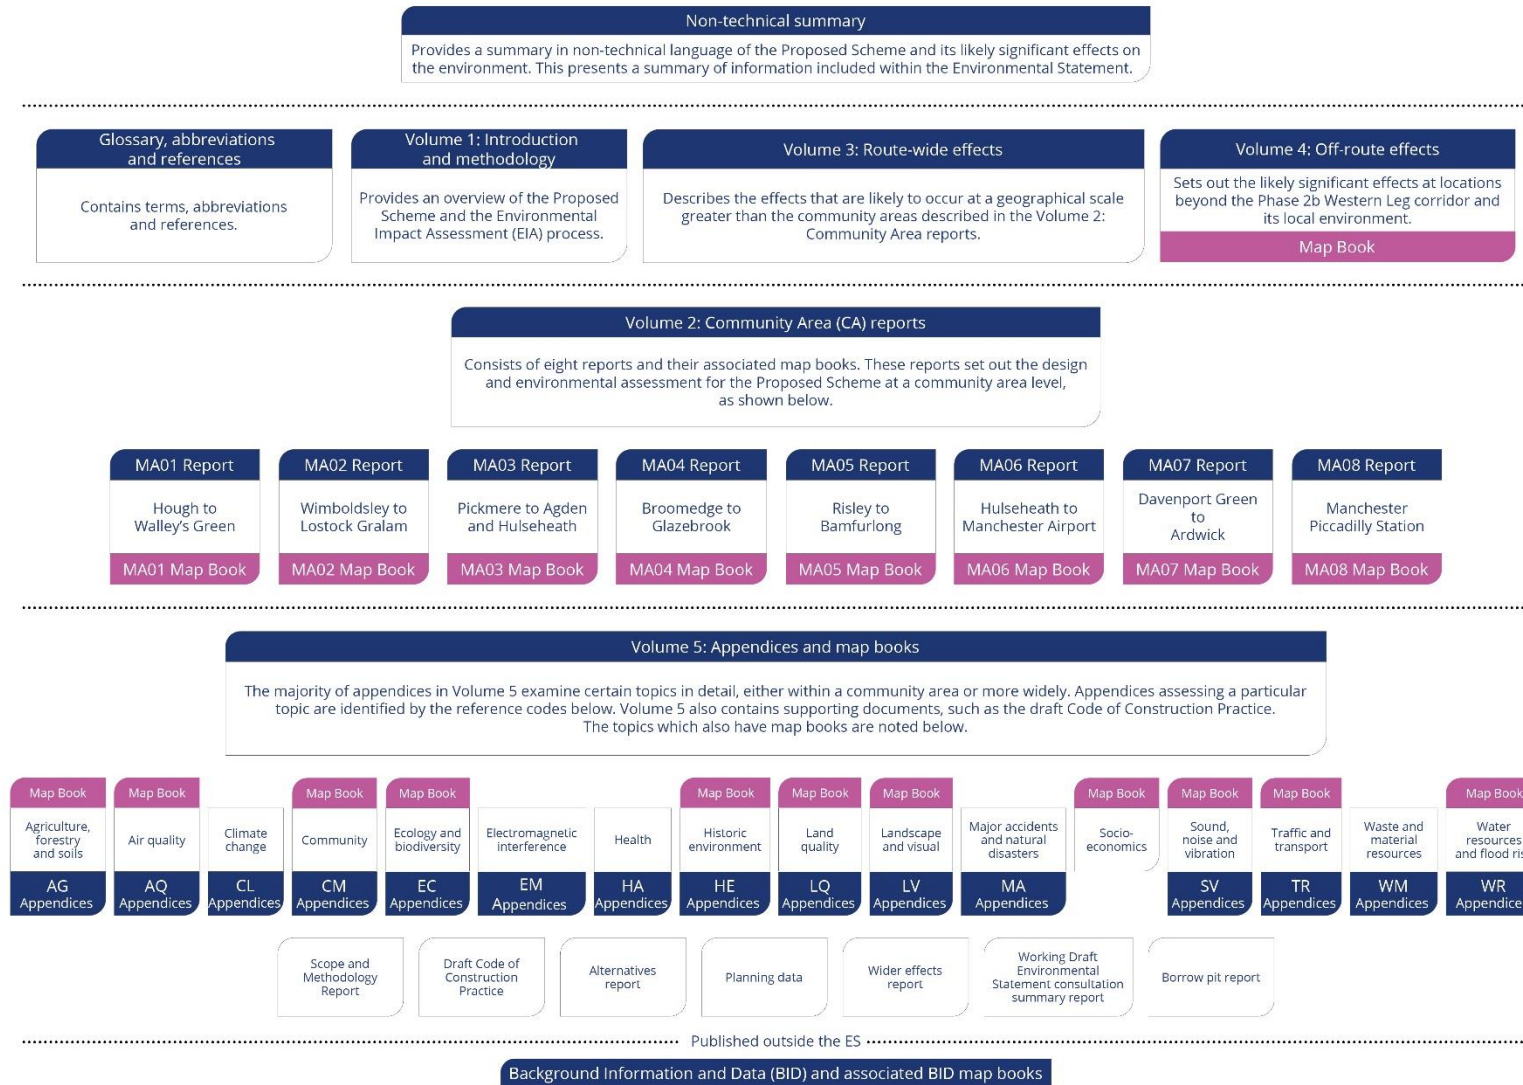 Non-technical summary
Provides a summary in non-technical language of the Proposed Scheme and its likely significant effects on
the environment. This presents a summary of information included within the Environmental Statement.
Glossary, abbreviations
and references
Contains terms, abbreviations
and references.
Volume 1: Introduction
and methodology
Provides an overview of the Proposed
Scheme and the Environmental
Impact Assessment (EIA) process.
Volume 3: Route-wide effects
Describes the effects that are likely to occur at a geographical scale
greater than the community areas described in the Volume 2:
Community Area reports.
Volume 4: Off-route effects
Sets out the likely significant effects at locations
beyond the Phase 2b Western Leg corridor and
its local environment.
Map Book
Volume 2: Community Area (CA) reports
Consists of eight reports and their associated map books. These reports set out the design
and environmental assessment for the Proposed Scheme at a community area level,
as shown below.
MA01 Report
Hough to
Walley's Green
MA01 Map Book
MA02 Report
Wimboldsley to
Lostock Gralam
MA02 Map Book
MA03 Report
Pickmere to Agden
and Hulseheath
MA03 Map Book
MA04 Report
Broomedge to
Glazebrook
MA04 Map Book
MA05 Report
Risley to
Bamfurlong
MA05 Map Book
MA06 Report
Hulseheath to
Manchester Airport
MA06 Map Book
MA07 Report
Davenport Green
to
Ardwick
MA07 Map Book
MA08 Report
Manchester
Piccadilly Station
MA08 Map Book
Volume 5: Appendices and map books
The majority of appendices in Volume 5 examine certain topics in detail, either within a community area or more widely. Appendices assessing a particular
topic are identified by the reference codes below. Volume 5 also contains supporting documents, such as the draft Code of Construction Practice.
The topics which also have map books are noted below.
Map Book
Agriculture,
forestry
and soils
AG
Appendices
Map Book
Air quality
AQ
Appendices
Climate
change
CL
Appendices
Map Book
Community
CM
Appendices
Map Book
Ecology and
biodiversity
EC
Appendices
Electromagnetic
interference
EM
Appendices
Health
HA
Appendices
Map Book
Historic
environment
HE
Appendices
Map Book
Land
quality
LQ
Appendices
Map Book
Landscape
and visual
LV
Appendices
Major accidents
and natural
disasters
MA
Appendices
Map Book
Socio-
economics
Map Book
Sound,
noise and
vibration
SV
Appendices
Map Book
Traffic and
transport
TR
Appendices
Waste and
material
resources
WM
Appendices
Map Book
Water
resources
and flood
WR
Scope and
Methodology
Report
Draft Code of
Construction
Practice
Alternatives
report
Planning data
Wider effects
report
Working Draft
Environmental
Statement consultation
summary report
Borrow pit report
Published outside the ES
Background Information and Data (BID) and associated BID map books